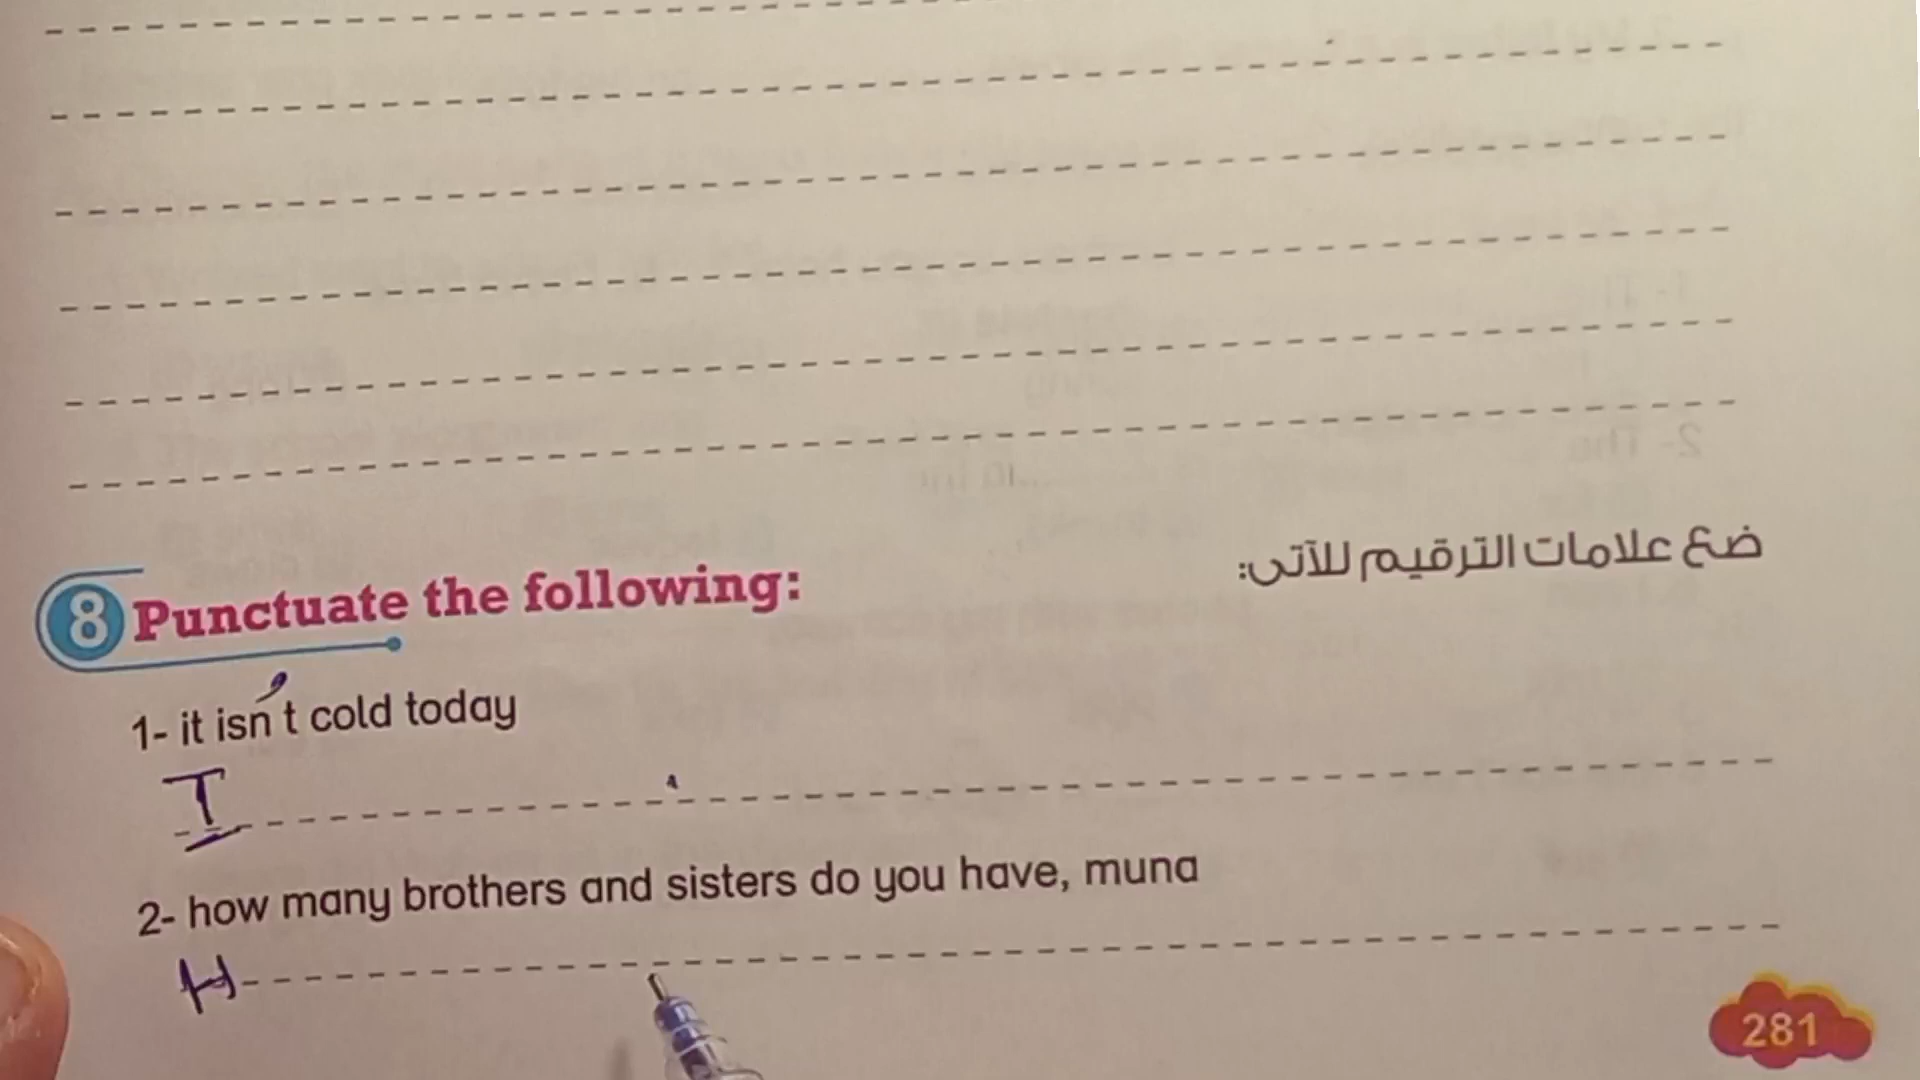 8 Punctuate the following:
ضع علامات الترقيم للآتى:
1- it isn't cold today
I
2- how many brothers and sisters do you have, muna
H
281